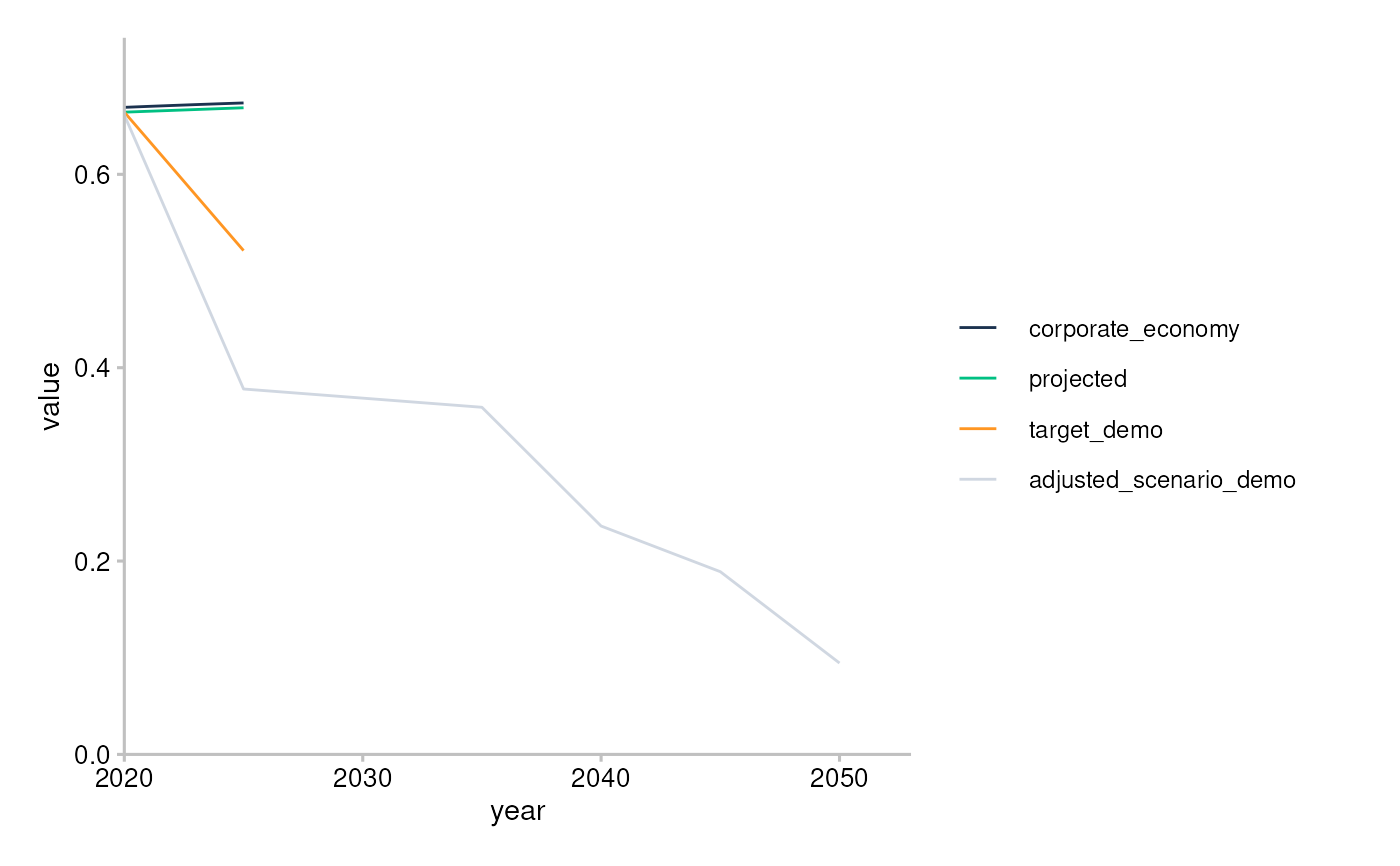 value
0.6
0.4
0.2
0.0
2020 2030 2040 2050
year
corporate_economy
projected
target_demo
adjusted_scenario_demo